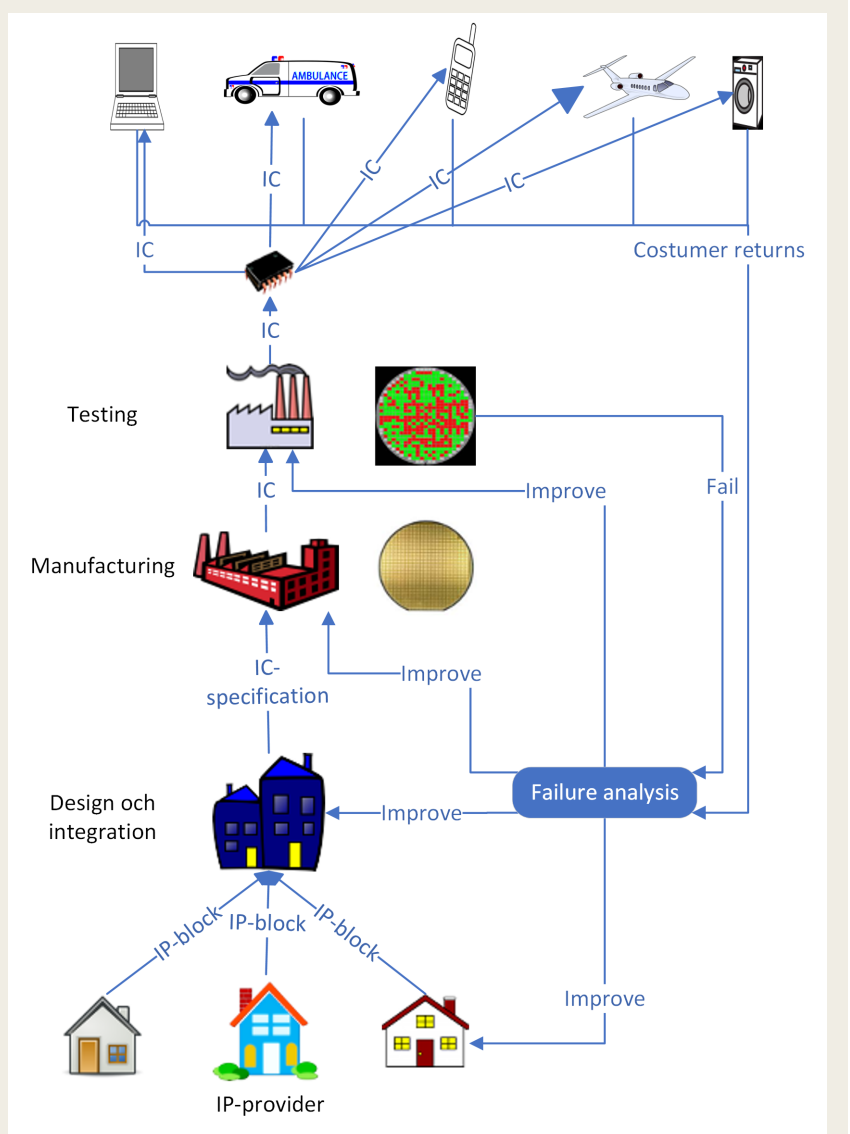 AMBULANCE
IC
IC
IC
IC
IC
Costumer returns
IC
Testing
IC
Improve
Fail
Manufacturing
IC-
specification
Improve
Design och
integration
Improve
Failure analysis
IP-block
IP-block
IP-block
Improve
IP-provider